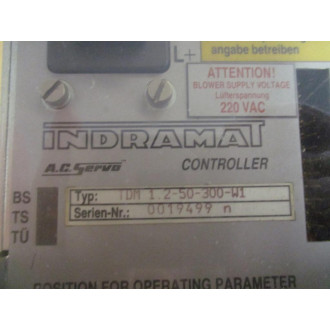 angabe betreiben
L+
ATTENTION!
BLOWER SUPPLY VOLTAGE
Lüfterspannung
220 VAC
INDRAMAT
A.C. Servo CONTROLLER
BS
Typ: TDM 1.2-50-300-W1
TS
Serien-Nr.: 0019499 n
TÜ
POSITION FOR OPERATING PARAMETER